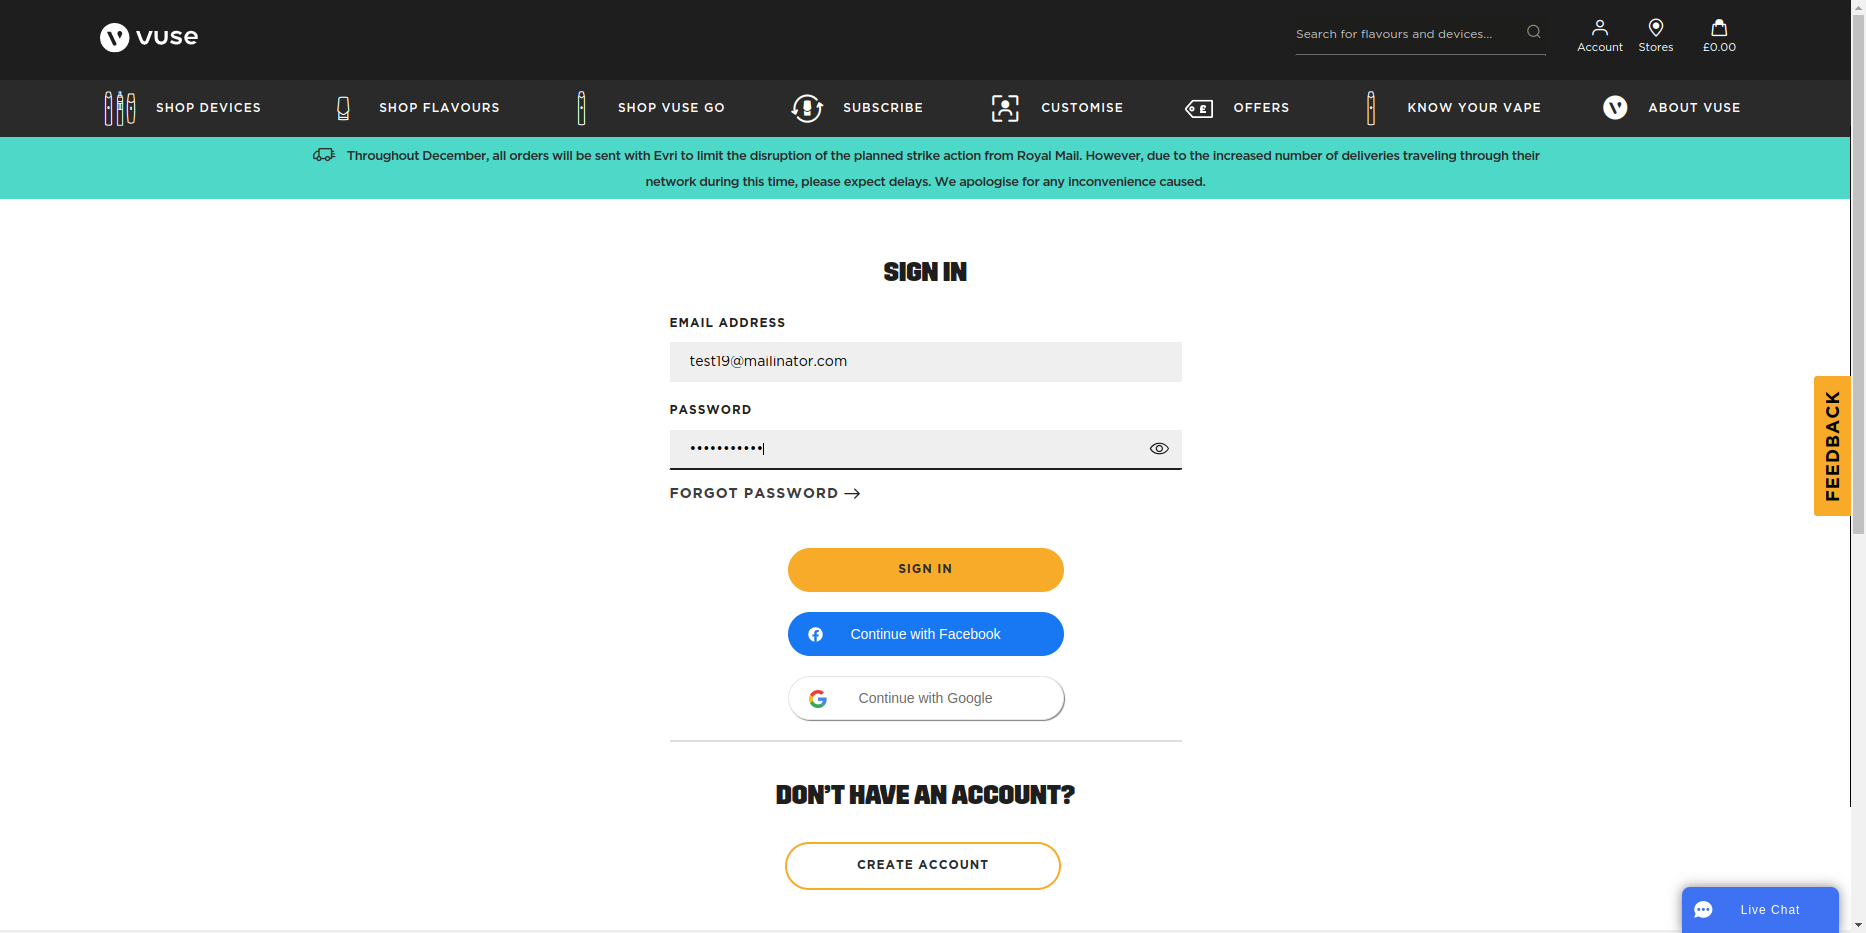 vuse
Search for flavours and devices...
Account
Stores
£0.00
SHOP DEVICES
SHOP FLAVOURS
SHOP VUSE GO
SUBSCRIBE
CUSTOMISE
OFFERS
KNOW YOUR VAPE
ABOUT VUSE
Throughout December, all orders will be sent with Evri to limit the disruption of the planned strike action from Royal Mail. However, due to the increased number of deliveries traveling through their
network during this time, please expect delays. We apologise for any inconvenience caused.
SIGN IN
EMAIL ADDRESS
test19@mailinator.com
PASSWORD
•••••••••••
FORGOT PASSWORD
FEEDBACK
SIGN IN
Continue with Facebook
Continue with Google
DON'T HAVE AN ACCOUNT?
CREATE ACCOUNT
Live Chat